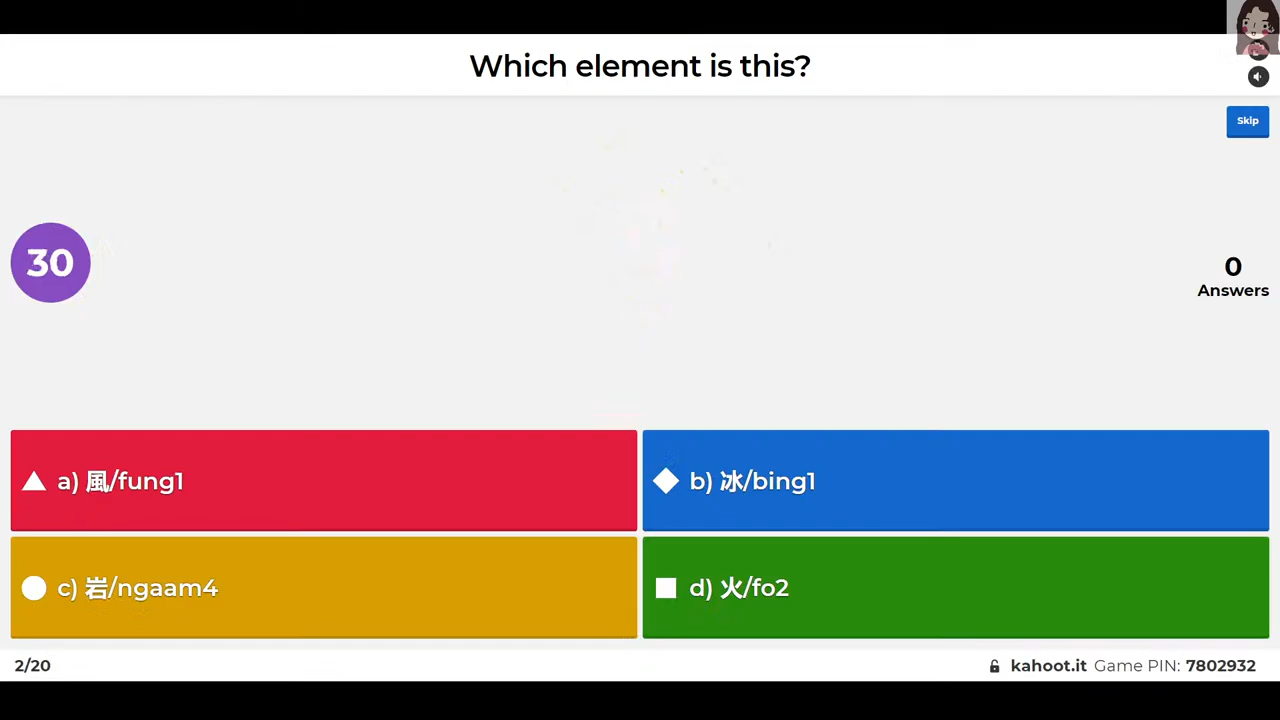 Which element is this?
Skip
30
0
Answers
a) 風/fung1
b) 冰/bing1
c) 岩/ngaam4
d) 火/fo2
2/20
kahoot.it Game PIN: 7802932